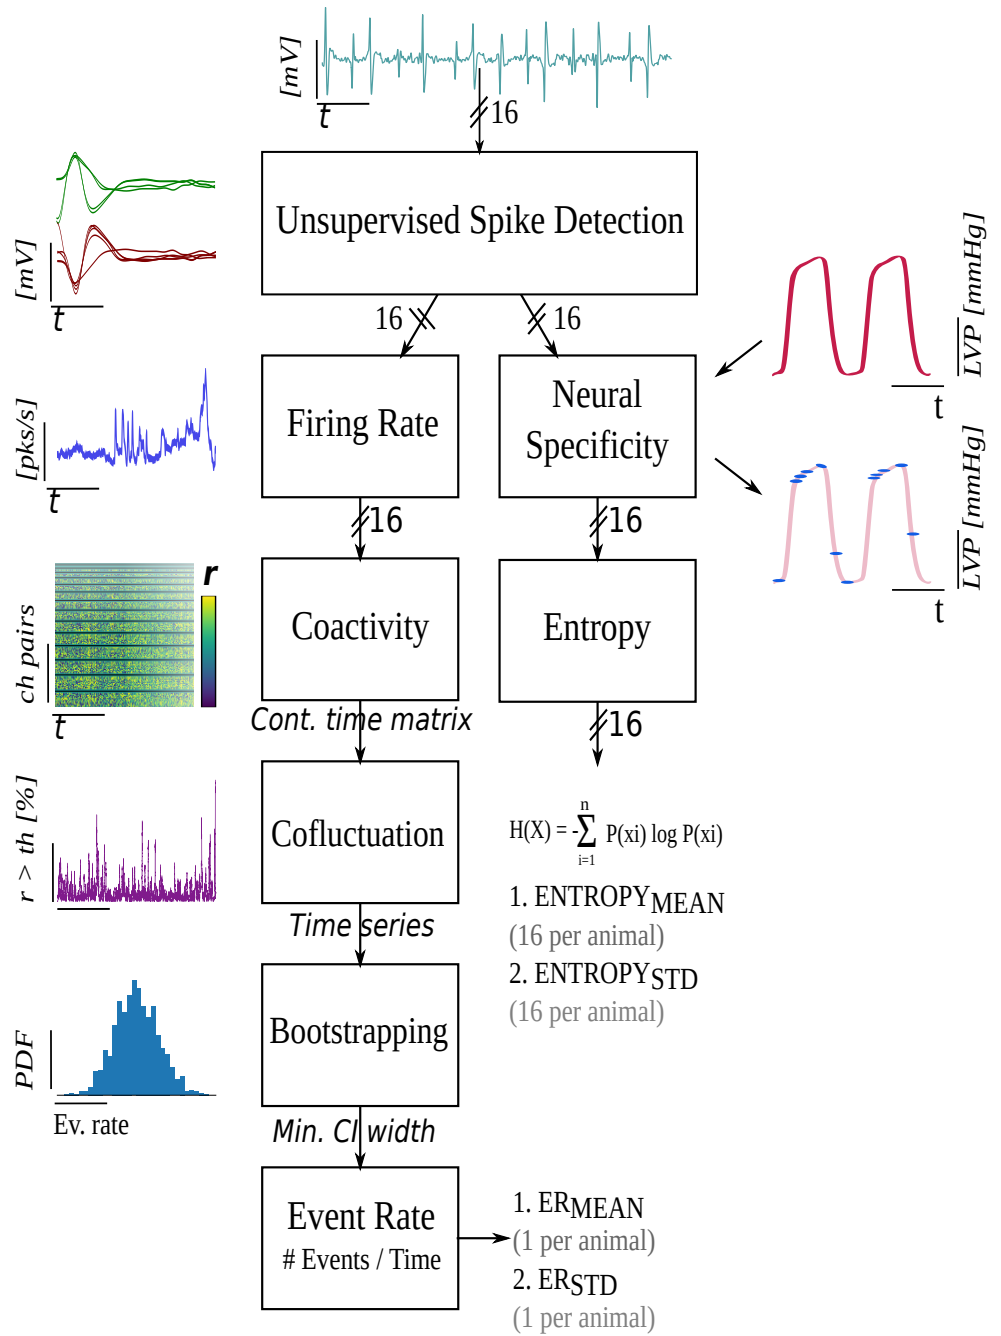 [mV]
t
16
Unsupervised Spike Detection
[mV]
t
16
16
LVP [mmHg]
t
Firing Rate
Neural
Specificity
[pks/s]
t
16
16
LVP [mmHg]
t
r
ch pairs
t
Coactivity
Entropy
Cont. time matrix
16
r > th [%]
Cofluctuation
H(X) = -∑ P(xi) log P(xi)
n
i=1
Time series
1. ENTROPYMEAN
(16 per animal)
2. ENTROPYSTD
(16 per animal)
PDF
Ev. rate
Bootstrapping
Min. CI width
Event Rate
# Events / Time
1. ERMEAN
(1 per animal)
2. ERSTD
(1 per animal)